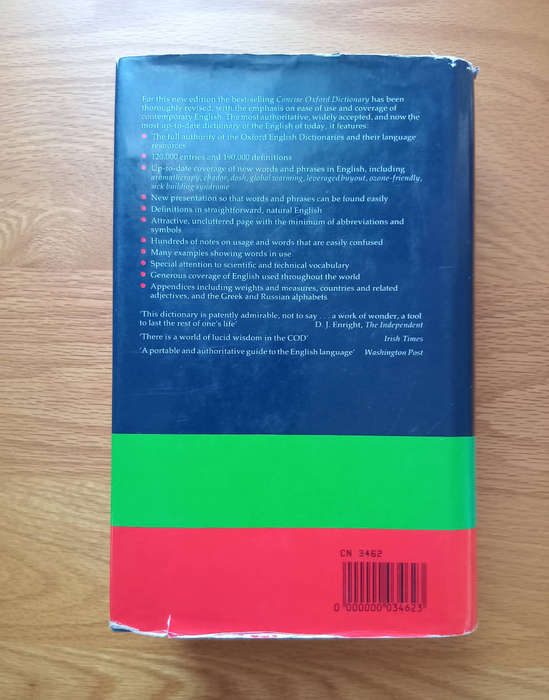 For this new edition the best-selling Concise Oxford Dictionary has been
thoroughly revised, with the emphasis on ease of use and coverage of
contemporary English. The most authoritative, widely accepted, and now the
most up-to-date dictionary of the English of today, it features:
• The full authority of the Oxford English Dictionaries and their language
resources
• 120,000 entries and 190,000 definitions
• Up-to-date coverage of new words and phrases in English, including
aromatherapy, chador, dosh, global warming, leveraged buyout, ozone-friendly,
sick building syndrome
• New presentation so that words and phrases can be found easily
• Definitions in straightforward, natural English
• Attractive, uncluttered page with the minimum of abbreviations and
symbols
• Hundreds of notes on usage and words that are easily confused
• Many examples showing words in use
• Special attention to scientific and technical vocabulary
• Generous coverage of English used throughout the world
• Appendices including weights and measures, countries and related
adjectives, and the Greek and Russian alphabets
'This dictionary is patently admirable, not to say . . . a work of wonder, a tool
to last the rest of one's life' D. J. Enright, The Independent
'There is a world of lucid wisdom in the COD' Irish Times
'A portable and authoritative guide to the English language' Washington Post
CN 3462
0 000000 034623